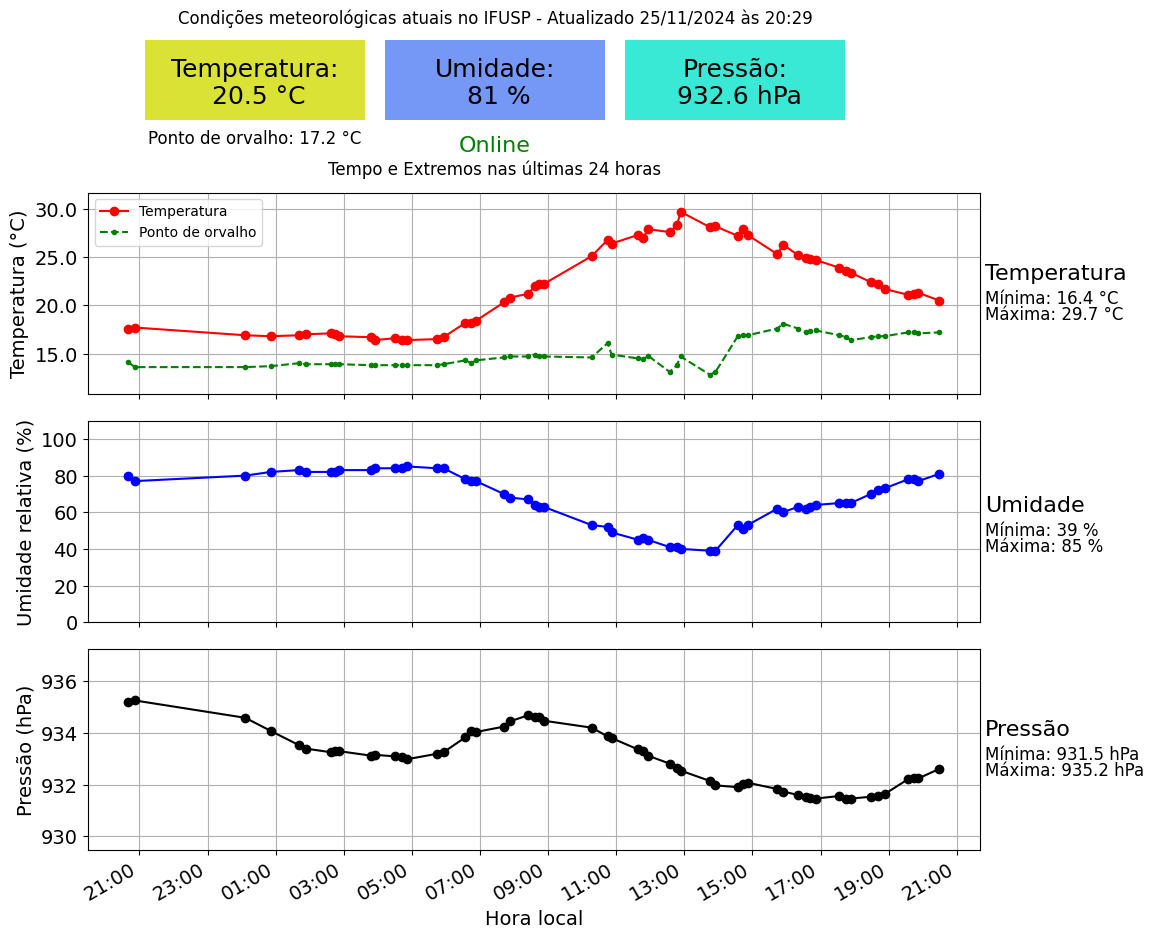 Condições meteorológicas atuais no IFUSP - Atualizado 25/11/2024 às 20:29
Temperatura:
20.5 °C
Umidade:
81 %
Pressão:
932.6 hPa
Ponto de orvalho: 17.2 °C
Online
Tempo e Extremos nas últimas 24 horas
Temperatura (°C)
30.0
25.0
20.0
15.0
Temperatura
Ponto de orvalho
Temperatura
Mínima: 16.4 °C
Máxima: 29.7 °C
Umidade relativa (%)
100
80
60
40
20
0
Umidade
Mínima: 39 %
Máxima: 85 %
Pressão (hPa)
936
934
932
930
Pressão
Mínima: 931.5 hPa
Máxima: 935.2 hPa
21:00
23:00
01:00
03:00
05:00
07:00
09:00
11:00
13:00
15:00
17:00
19:00
21:00
Hora local